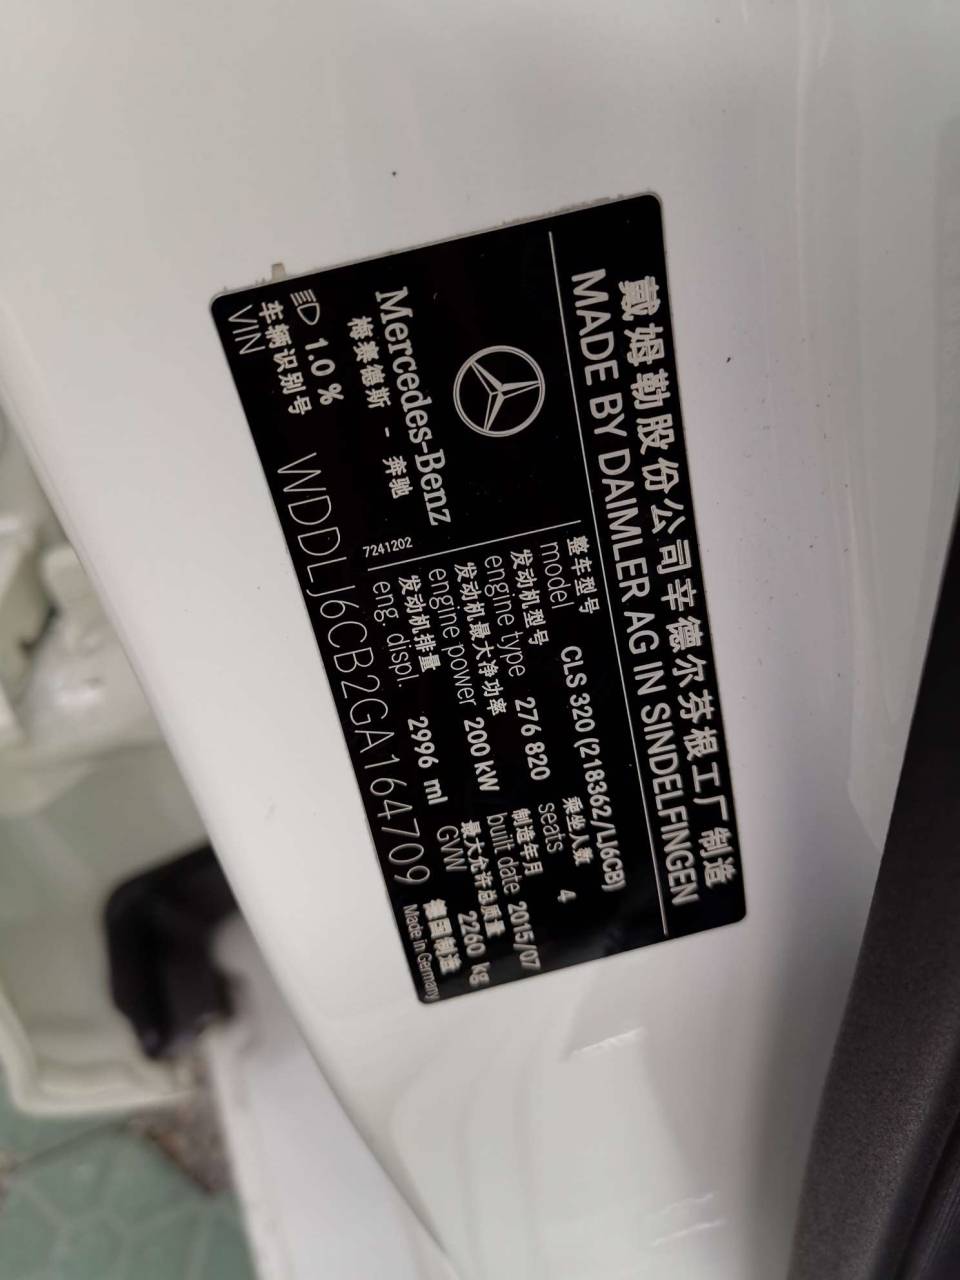 戴姆勒股份公司辛德尔芬根工厂制造
MADE BY DAIMLER AG IN SINDELFINGEN
Mercedes-Benz
梅赛德斯 - 奔驰
7241202
整车型号
model CLS 320 (218362/LJ6CB)
乘坐人数
seats 4
发动机型号
engine type 276 820
制造年月
built date 2015/07
发动机最大净功率
engine power 200 kW
最大允许总质量
GVW 2260 kg
发动机排量
eng. displ. 2996 ml
德国制造
Made in Germany
1.0 %
车辆识别号
VIN WDDLJ6CB2GA164709